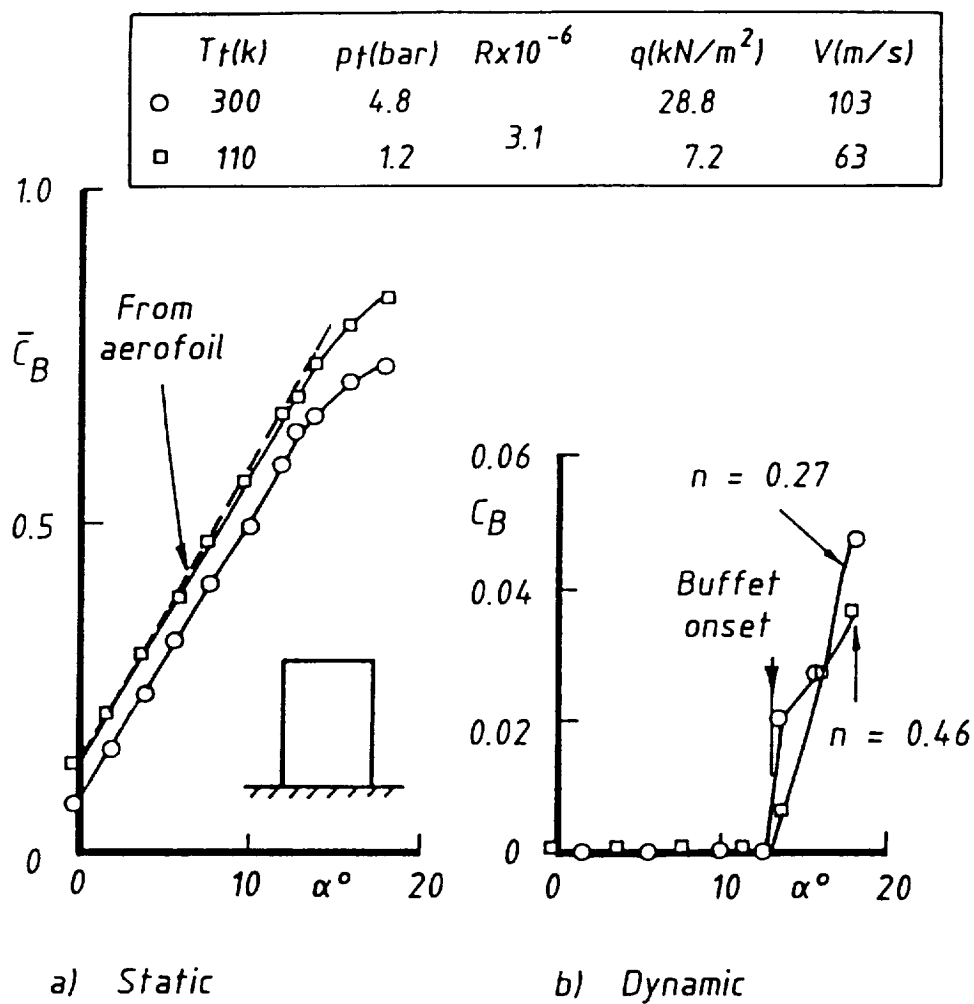 Tt(k) pt(bar) Rx10⁻⁶ q(kN/m²) V(m/s)
300 4.8 28.8 103
3.1
110 1.2 7.2 63
1.0
From
aerofoil
C̄B
0.5
0
0 10 α° 20
a) Static
0.06
n = 0.27
CB
0.04
Buffet
onset
0.02
n = 0.46
0
0 10 α° 20
b) Dynamic